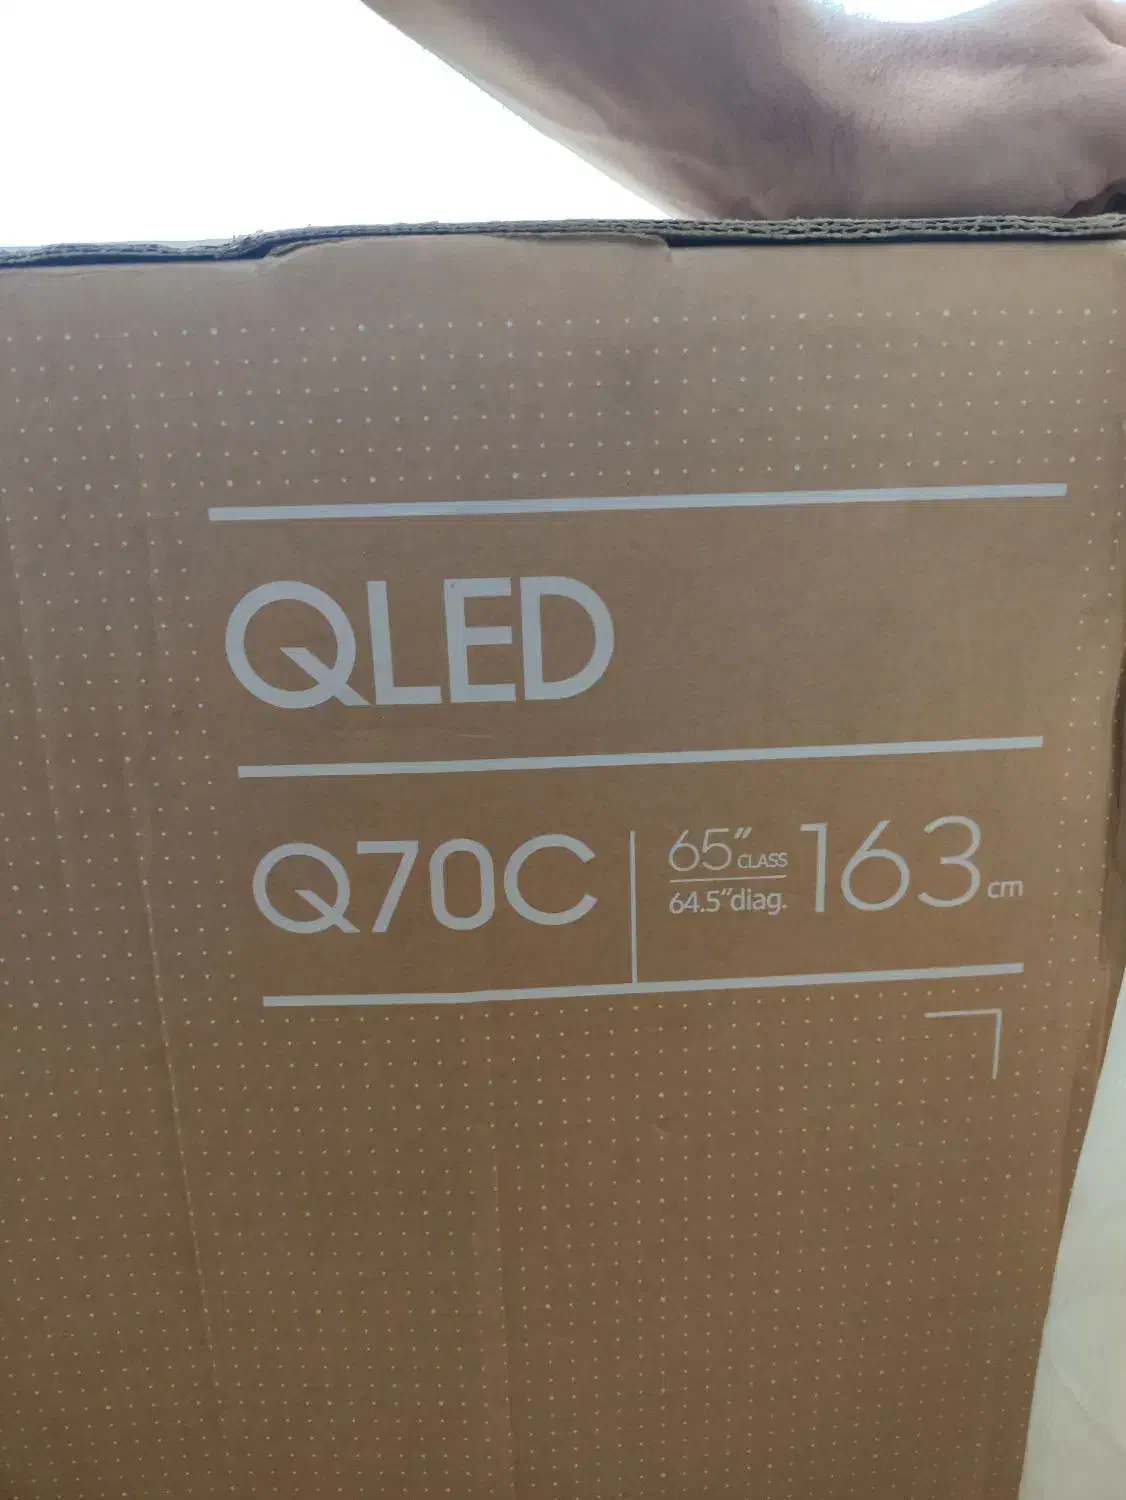 QLED
Q70C 65" CLASS 163 cm
64.5"diag.